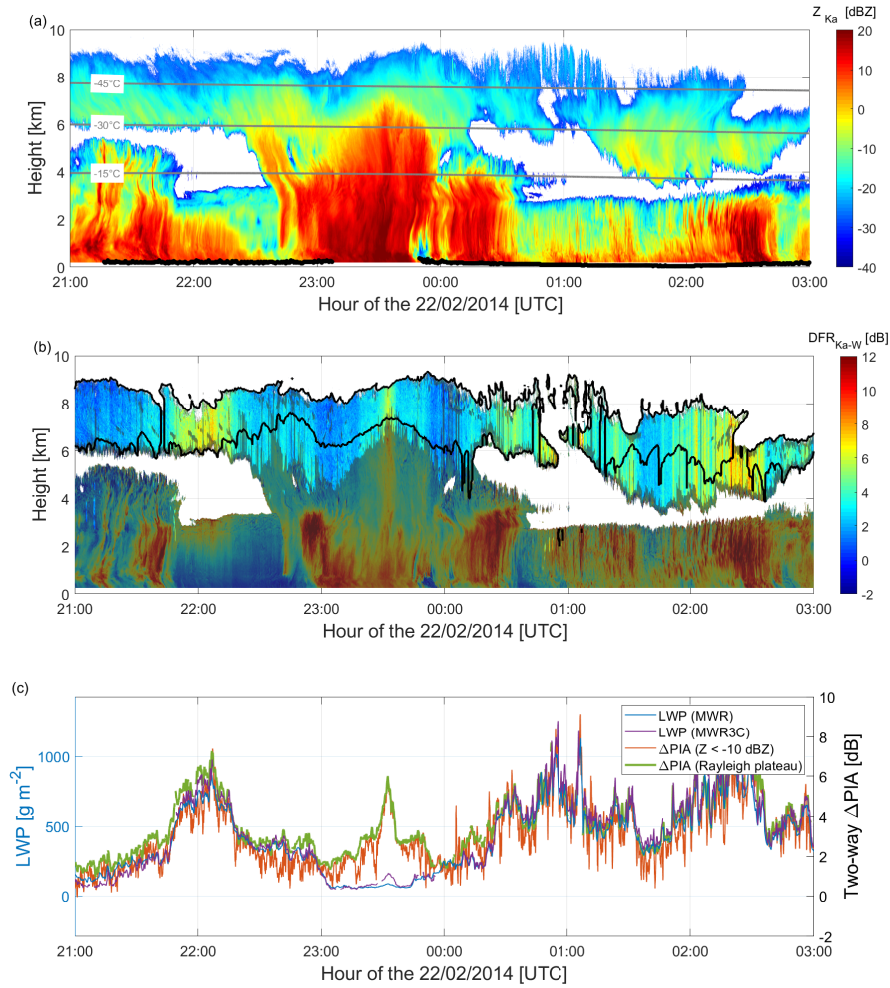 (a)
Z Ka [dBZ]
10
8
6
4
2
0
Height [km]
-45°C
-30°C
-15°C
20
10
0
-10
-20
-30
-40
21:00 22:00 23:00 00:00 01:00 02:00 03:00
Hour of the 22/02/2014 [UTC]
(b)
DFR Ka-W [dB]
10
8
6
4
2
0
Height [km]
12
10
8
6
4
2
0
-2
21:00 22:00 23:00 00:00 01:00 02:00 03:00
Hour of the 22/02/2014 [UTC]
(c)
1000
500
0
LWP [g m-2]
LWP (MWR)
LWP (MWR3C)
ΔPIA (Z < -10 dBZ)
ΔPIA (Rayleigh plateau)
10
8
6
4
2
0
-2
Two-way ΔPIA [dB]
21:00 22:00 23:00 00:00 01:00 02:00 03:00
Hour of the 22/02/2014 [UTC]